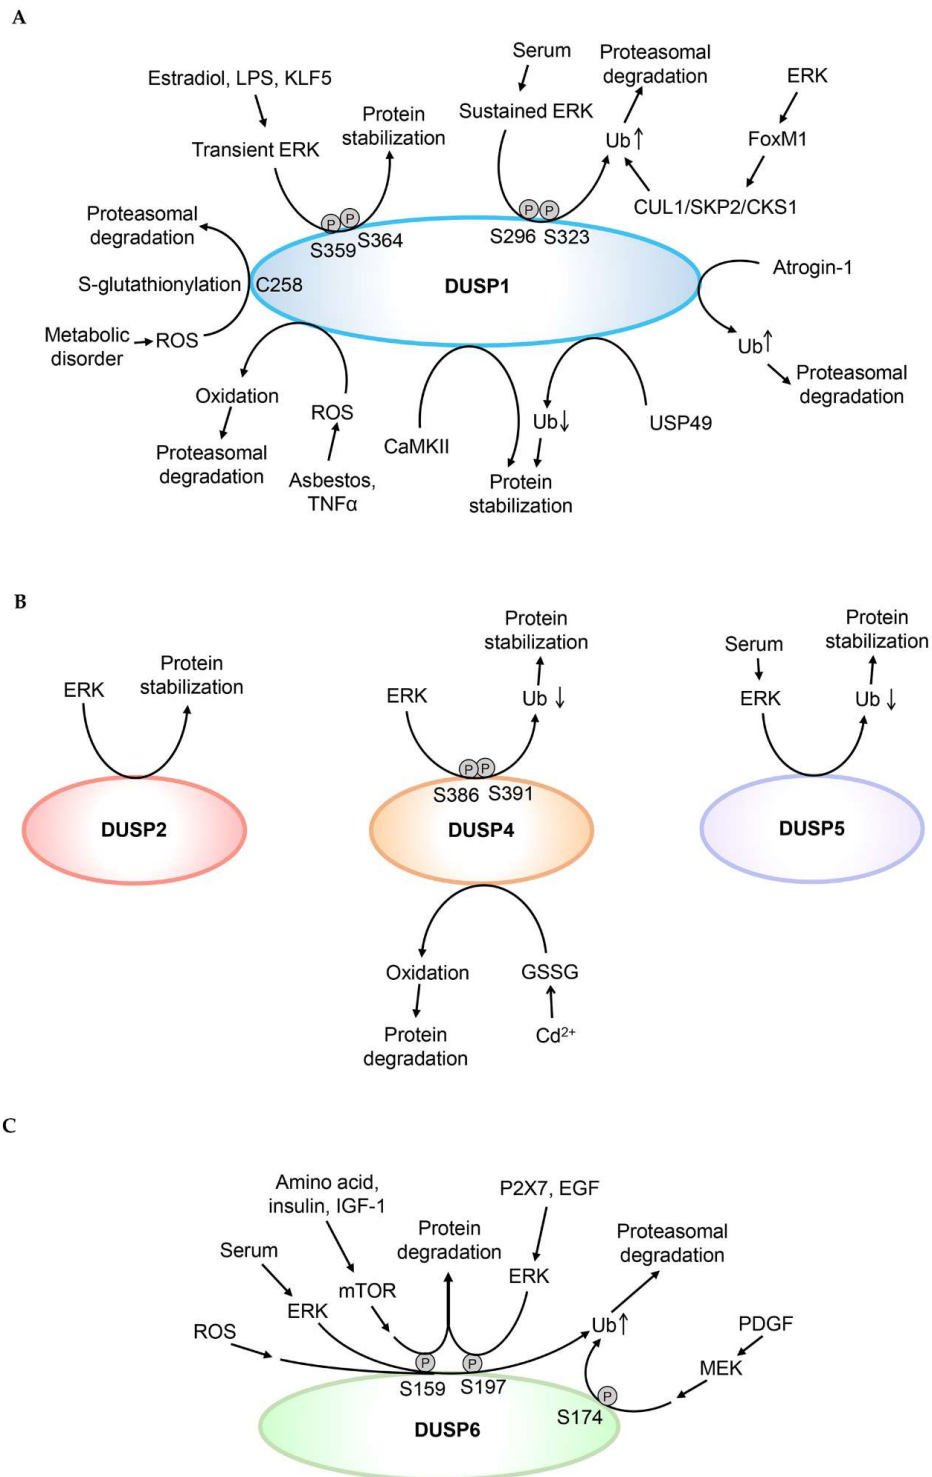 A
Estradiol, LPS, KLF5
Transient ERK
Protein
stabilization
Serum
Sustained ERK
Proteasomal
degradation
Ub↑
ERK
FoxM1
CUL1/SKP2/CKS1
P
P
S359
S364
P
P
S296
S323
Proteasomal
degradation
S-glutathionylation
C258
Metabolic
disorder
ROS
DUSP1
Atrogin-1
Ub↑
Proteasomal
degradation
Oxidation
Proteasomal
degradation
ROS
Asbestos,
TNFα
CaMKII
Ub↓
USP49
Protein
stabilization
B
ERK
Protein
stabilization
DUSP2
ERK
Protein
stabilization
Ub ↓
P
P
S386
S391
DUSP4
Oxidation
Protein
degradation
GSSG
Cd²⁺
Serum
ERK
Protein
stabilization
Ub ↓
DUSP5
C
Amino acid,
insulin, IGF-1
mTOR
Serum
ERK
ROS
Protein
degradation
P2X7, EGF
ERK
Proteasomal
degradation
Ub↑
PDGF
MEK
P
P
S159
S197
P
S174
DUSP6